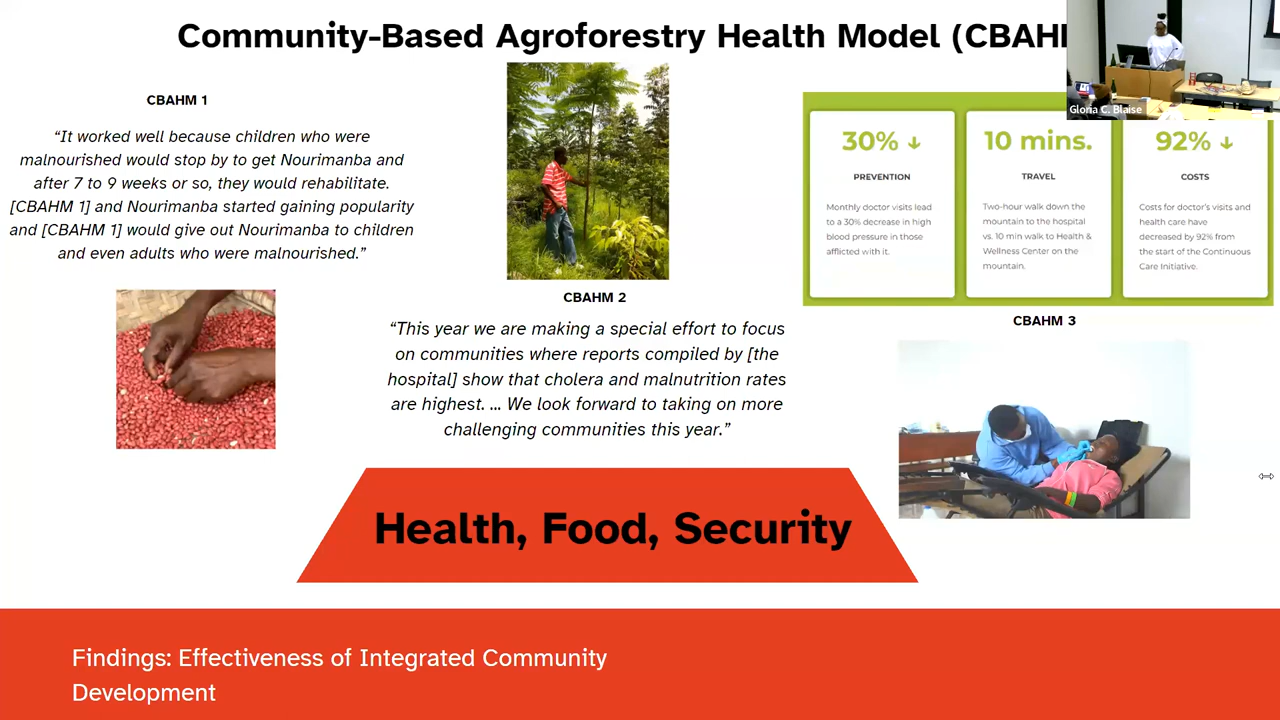 Community-Based Agroforestry Health Model (CBAH
Gloria C. Blaise
CBAHM 1
“It worked well because children who were
malnourished would stop by to get Nourimanba and
after 7 to 9 weeks or so, they would rehabilitate.
[CBAHM 1] and Nourimanba started gaining popularity
and [CBAHM 1] would give out Nourimanba to children
and even adults who were malnourished.”
CBAHM 2
“This year we are making a special effort to focus
on communities where reports compiled by [the
hospital] show that cholera and malnutrition rates
are highest. ... We look forward to taking on more
challenging communities this year.”
30% ↓
PREVENTION
Monthly doctor visits lead
to a 30% decrease in high
blood pressure in those
afflicted with it.
10 mins.
TRAVEL
Two-hour walk down the
mountain to the hospital
vs. 10 min walk to Health &
Wellness Center on the
mountain.
92% ↓
COSTS
Costs for doctor's visits and
health care have
decreased by 92% from
the start of the Continuous
Care Initiative.
CBAHM 3
Health, Food, Security
Findings: Effectiveness of Integrated Community
Development